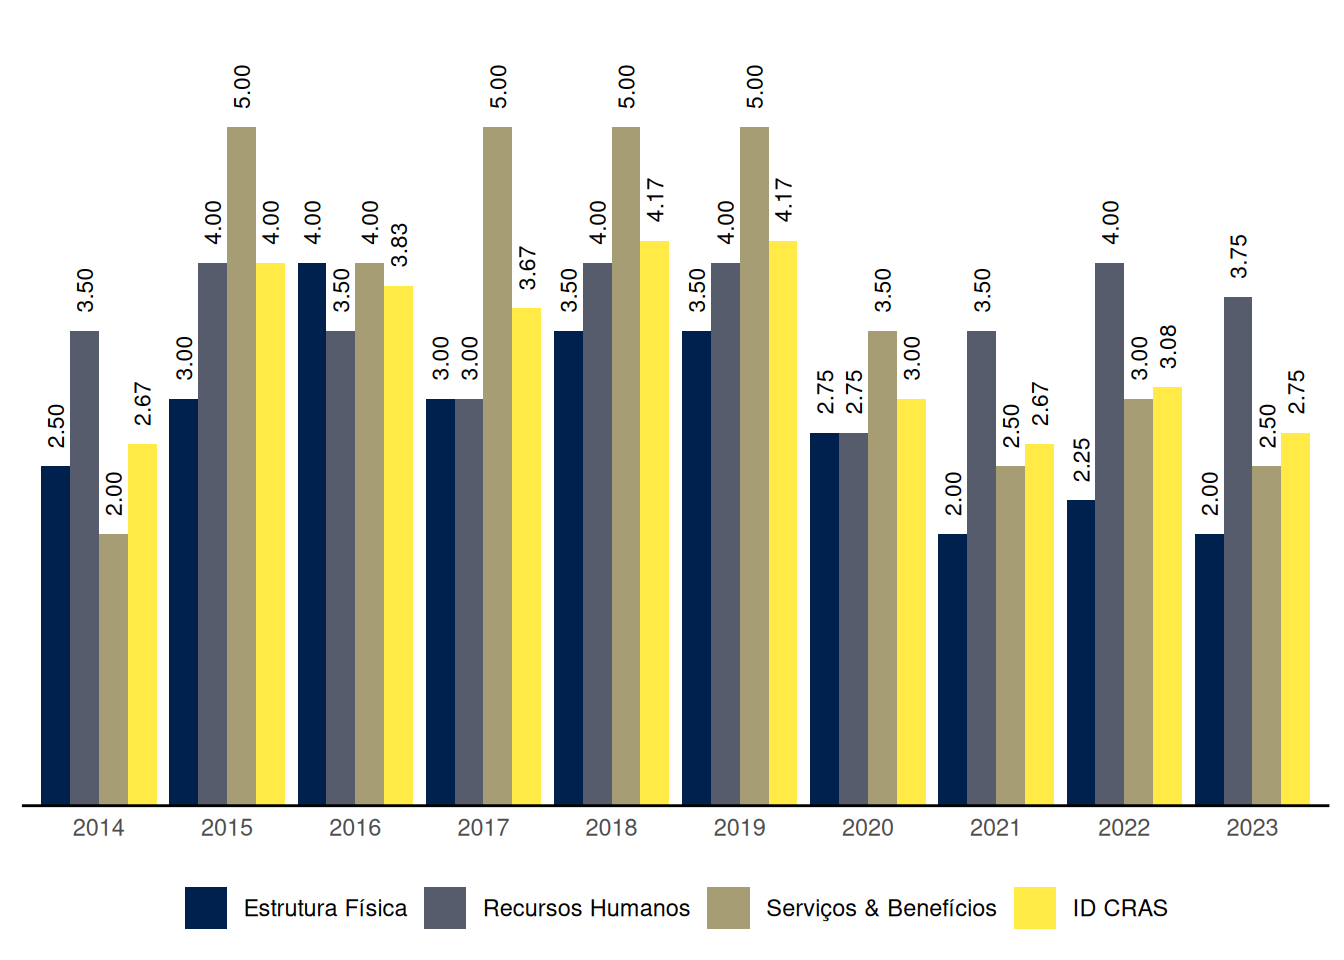 2.50 3.50 2.00 2.67
3.00 4.00 5.00 4.00
4.00 3.50 4.00 3.83
3.00 3.00 5.00 3.67
3.50 4.00 5.00 4.17
3.50 4.00 5.00 4.17
2.75 2.75 3.50 3.00
2.00 3.50 2.50 2.67
2.25 4.00 3.00 3.08
2.00 3.75 2.50 2.75
2014 2015 2016 2017 2018 2019 2020 2021 2022 2023
Estrutura Física Recursos Humanos Serviços & Benefícios ID CRAS